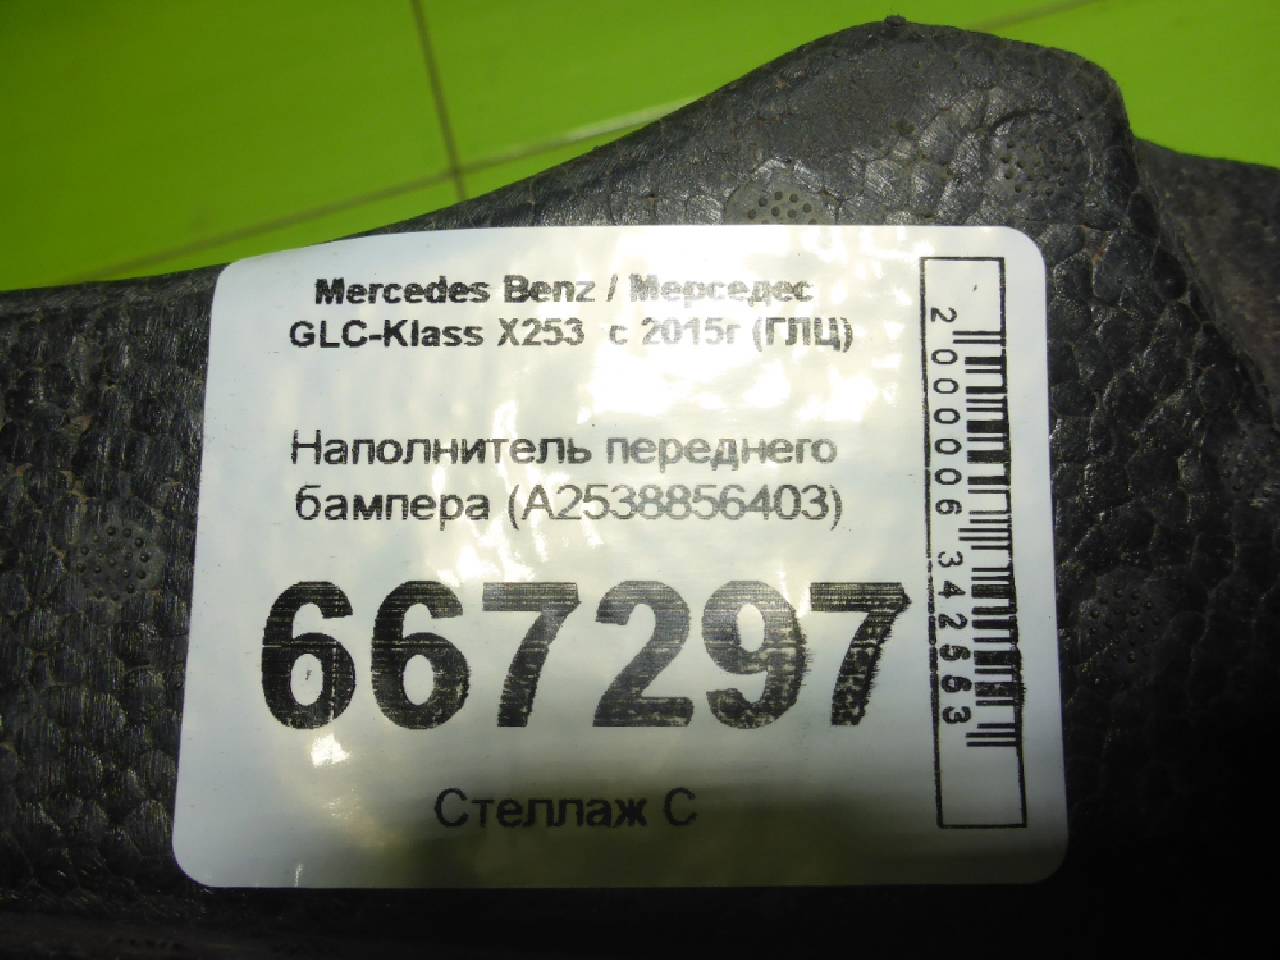 Mercedes Benz / Мерседес
GLC-Klass X253 с 2015г (ГЛЦ)
Наполнитель переднего
бампера (A2538856403)
667297
Стеллаж С
2000006342563